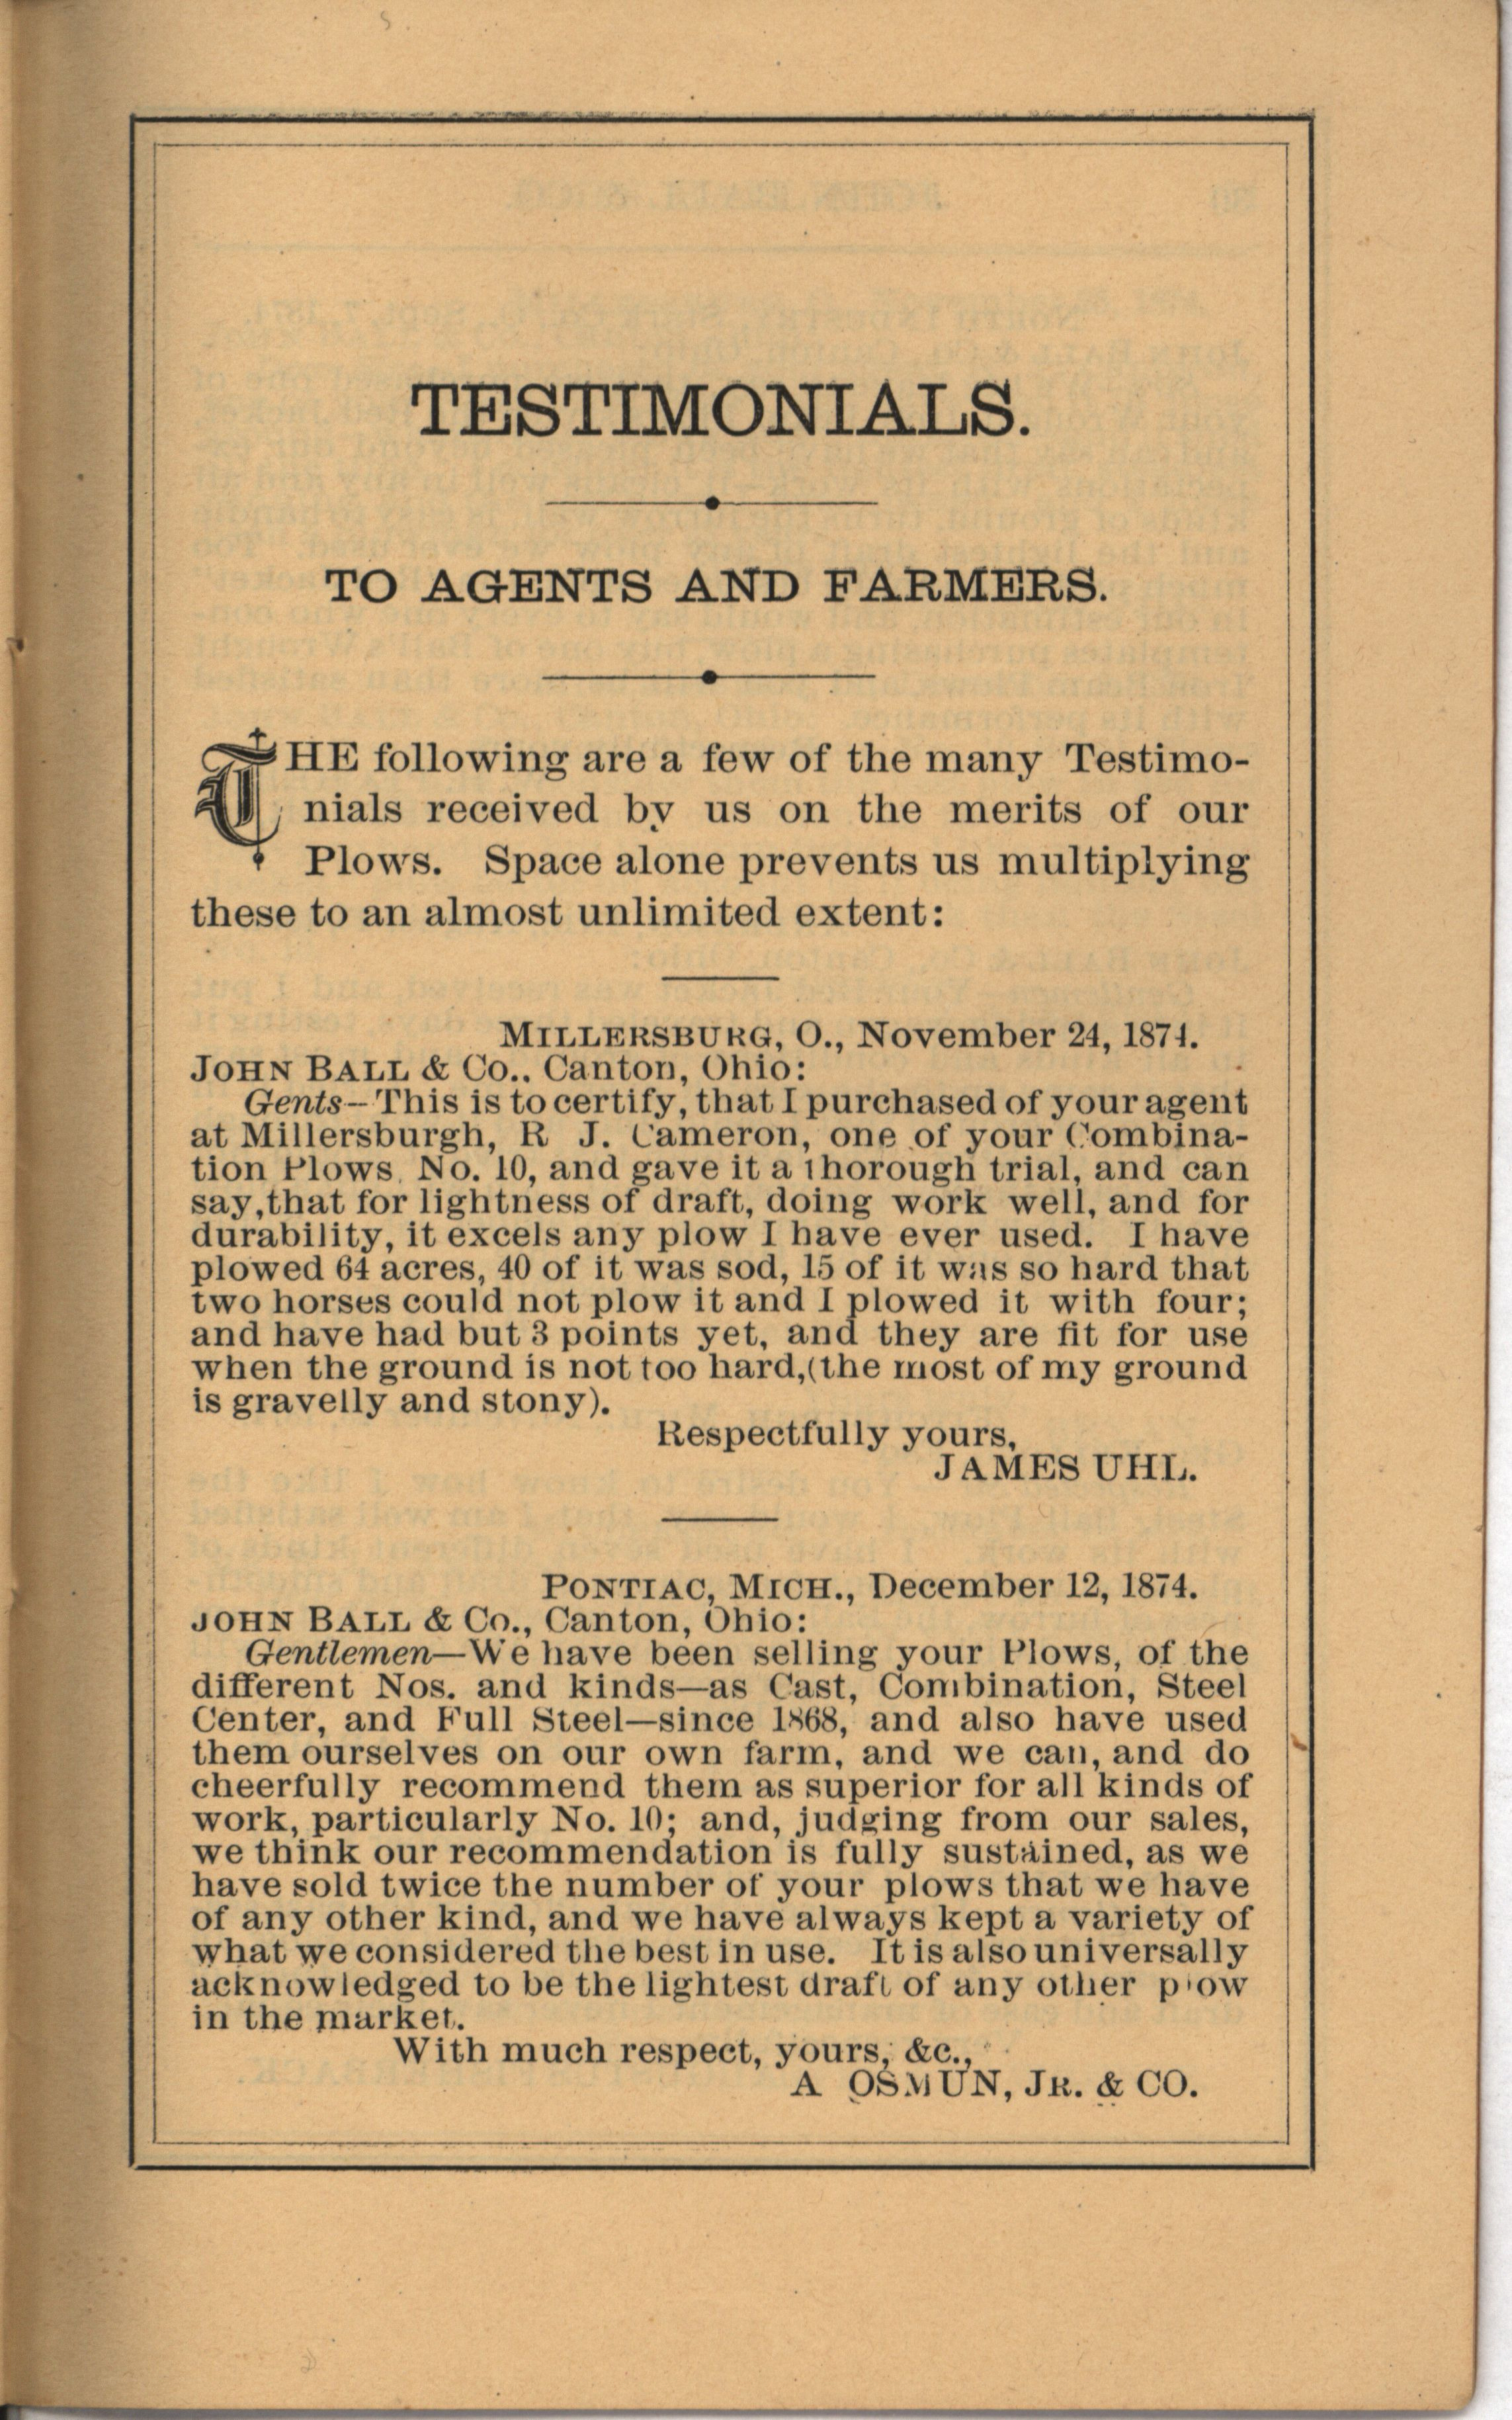 TESTIMONIALS.
TO AGENTS AND FARMERS.
THE following are a few of the many Testimo-
nials received by us on the merits of our
Plows. Space alone prevents us multiplying
these to an almost unlimited extent:
MILLERSBURG, O., November 24, 1874.
JOHN BALL & Co., Canton, Ohio:
Gents—This is to certify, that I purchased of your agent
at Millersburgh, R J. Cameron, one of your Combina-
tion Plows, No. 10, and gave it a thorough trial, and can
say, that for lightness of draft, doing work well, and for
durability, it excels any plow I have ever used. I have
plowed 64 acres, 40 of it was sod, 15 of it was so hard that
two horses could not plow it and I plowed it with four;
and have had but 3 points yet, and they are fit for use
when the ground is not too hard, (the most of my ground
is gravelly and stony).
Respectfully yours,
JAMES UHL.
PONTIAC, MICH., December 12, 1874.
JOHN BALL & Co., Canton, Ohio:
Gentlemen—We have been selling your Plows, of the
different Nos. and kinds—as Cast, Combination, Steel
Center, and Full Steel—since 1868, and also have used
them ourselves on our own farm, and we can, and do
cheerfully recommend them as superior for all kinds of
work, particularly No. 10; and, judging from our sales,
we think our recommendation is fully sustained, as we
have sold twice the number of your plows that we have
of any other kind, and we have always kept a variety of
what we considered the best in use. It is also universally
acknowledged to be the lightest draft of any other plow
in the market.
With much respect, yours, &c.,
A OSMUN, JR. & CO.